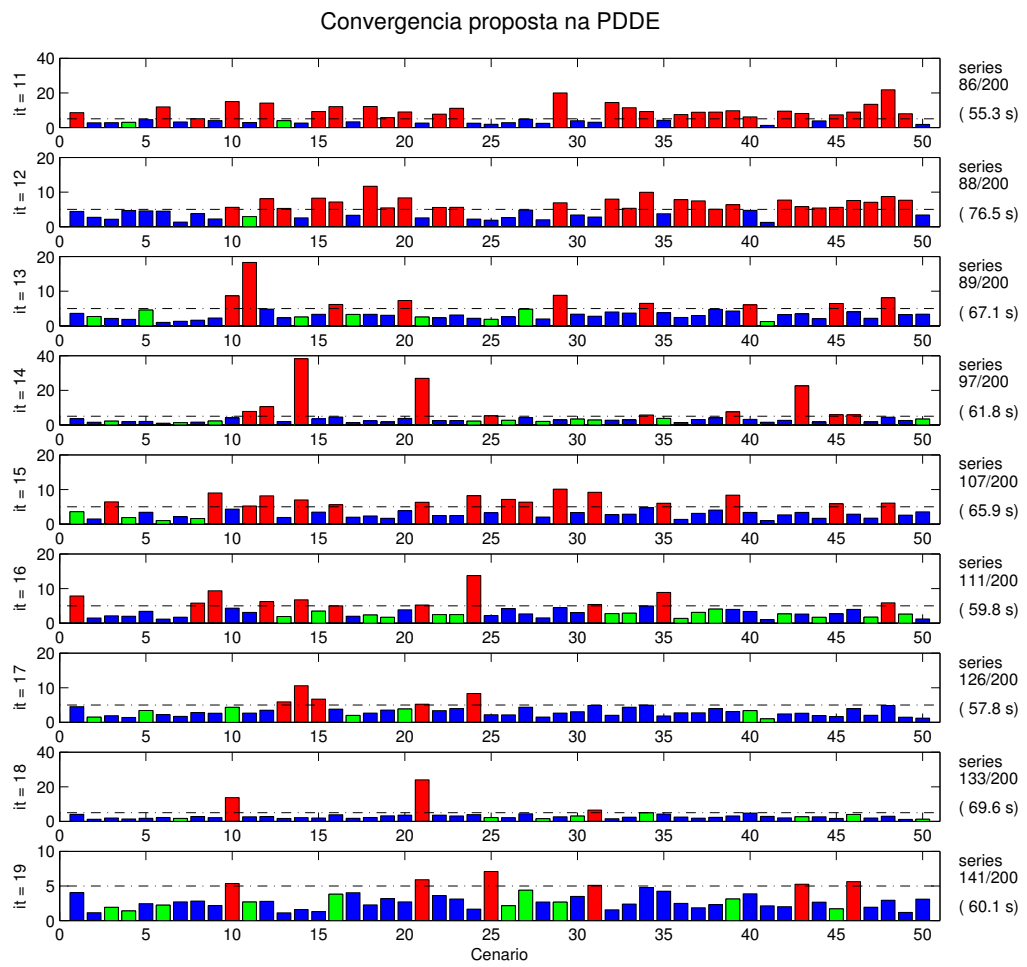 Convergencia proposta na PDDE
it = 11
40
20
0
0 5 10 15 20 25 30 35 40 45 50
series
86/200
( 55.3 s)
it = 12
20
10
0
0 5 10 15 20 25 30 35 40 45 50
series
88/200
( 76.5 s)
it = 13
20
10
0
0 5 10 15 20 25 30 35 40 45 50
series
89/200
( 67.1 s)
it = 14
40
20
0
0 5 10 15 20 25 30 35 40 45 50
series
97/200
( 61.8 s)
it = 15
20
10
0
0 5 10 15 20 25 30 35 40 45 50
series
107/200
( 65.9 s)
it = 16
20
10
0
0 5 10 15 20 25 30 35 40 45 50
series
111/200
( 59.8 s)
it = 17
20
10
0
0 5 10 15 20 25 30 35 40 45 50
series
126/200
( 57.8 s)
it = 18
40
20
0
0 5 10 15 20 25 30 35 40 45 50
series
133/200
( 69.6 s)
it = 19
10
5
0
0 5 10 15 20 25 30 35 40 45 50
series
141/200
( 60.1 s)
Cenario